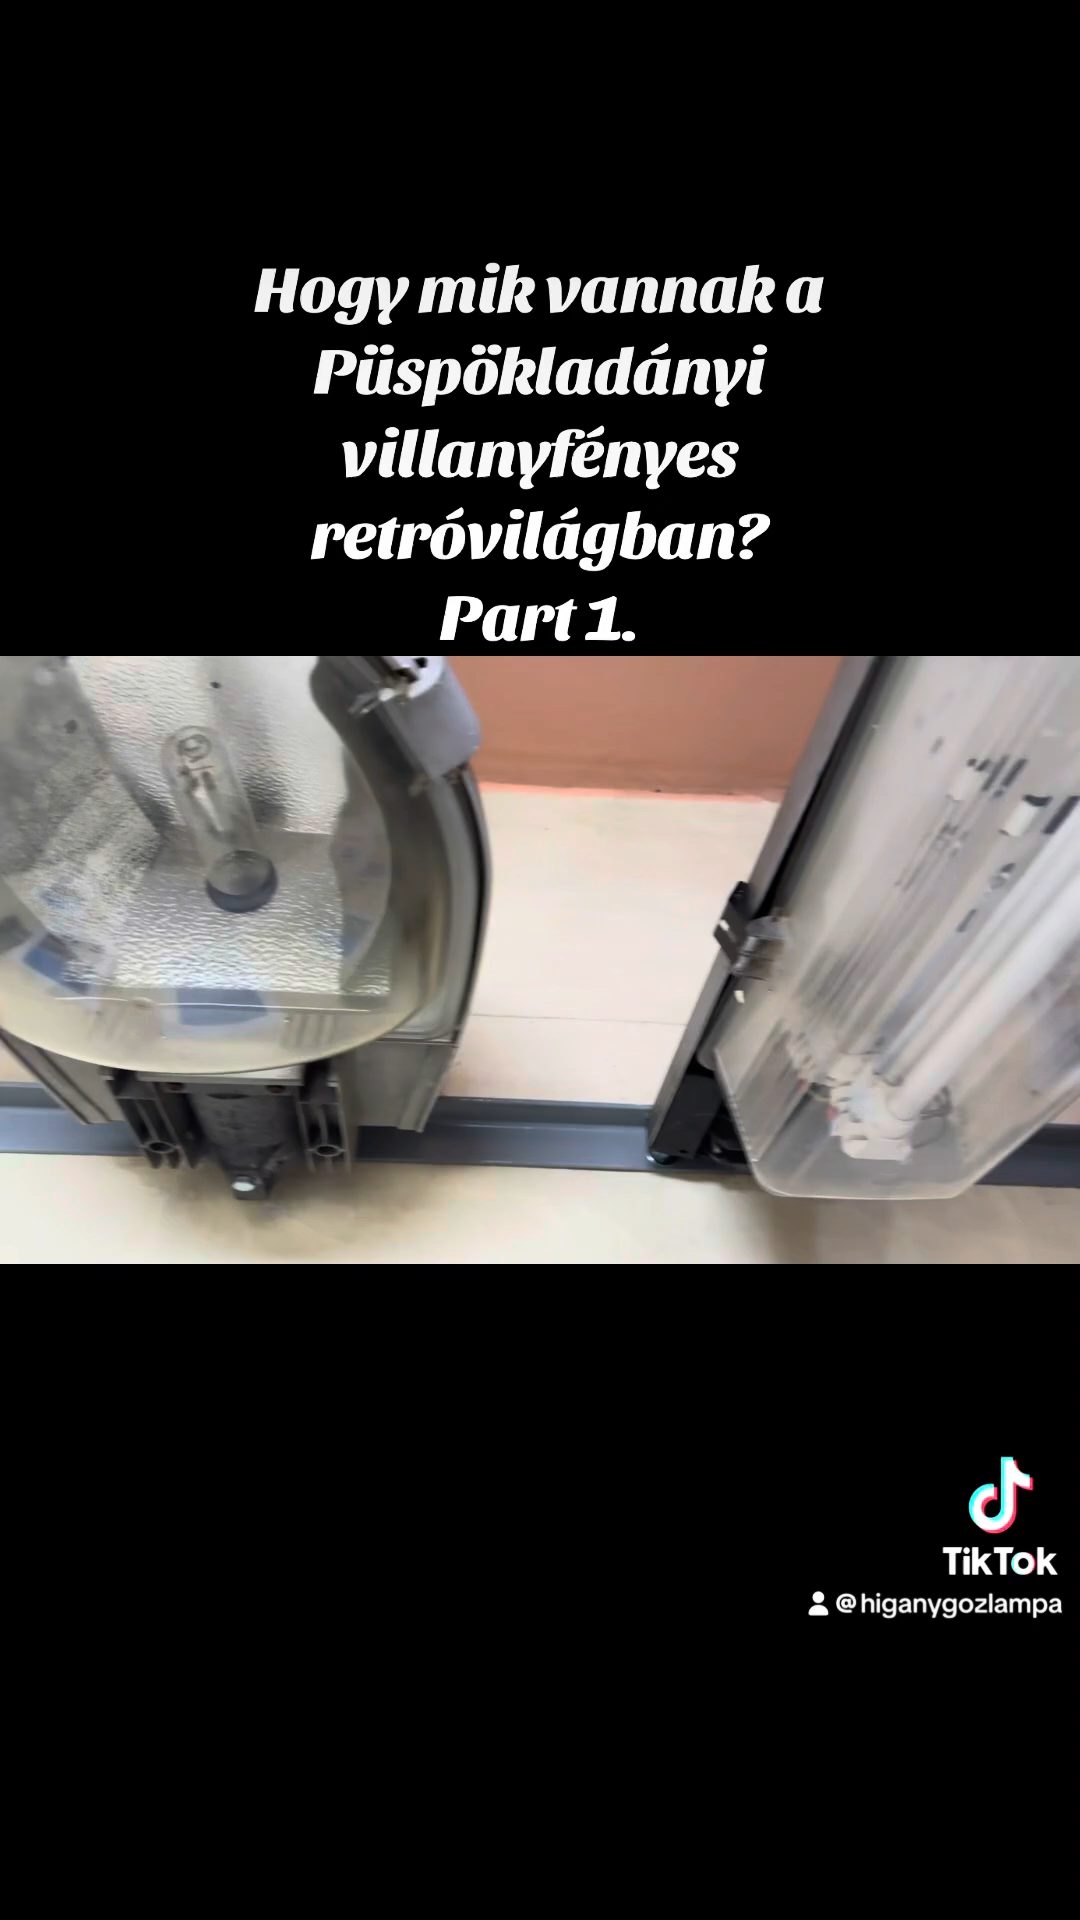 Hogy mik vannak a
Püspökladányi
villanyfényes
retróvilágban?
Part 1.
TikTok
@higanygozlampa